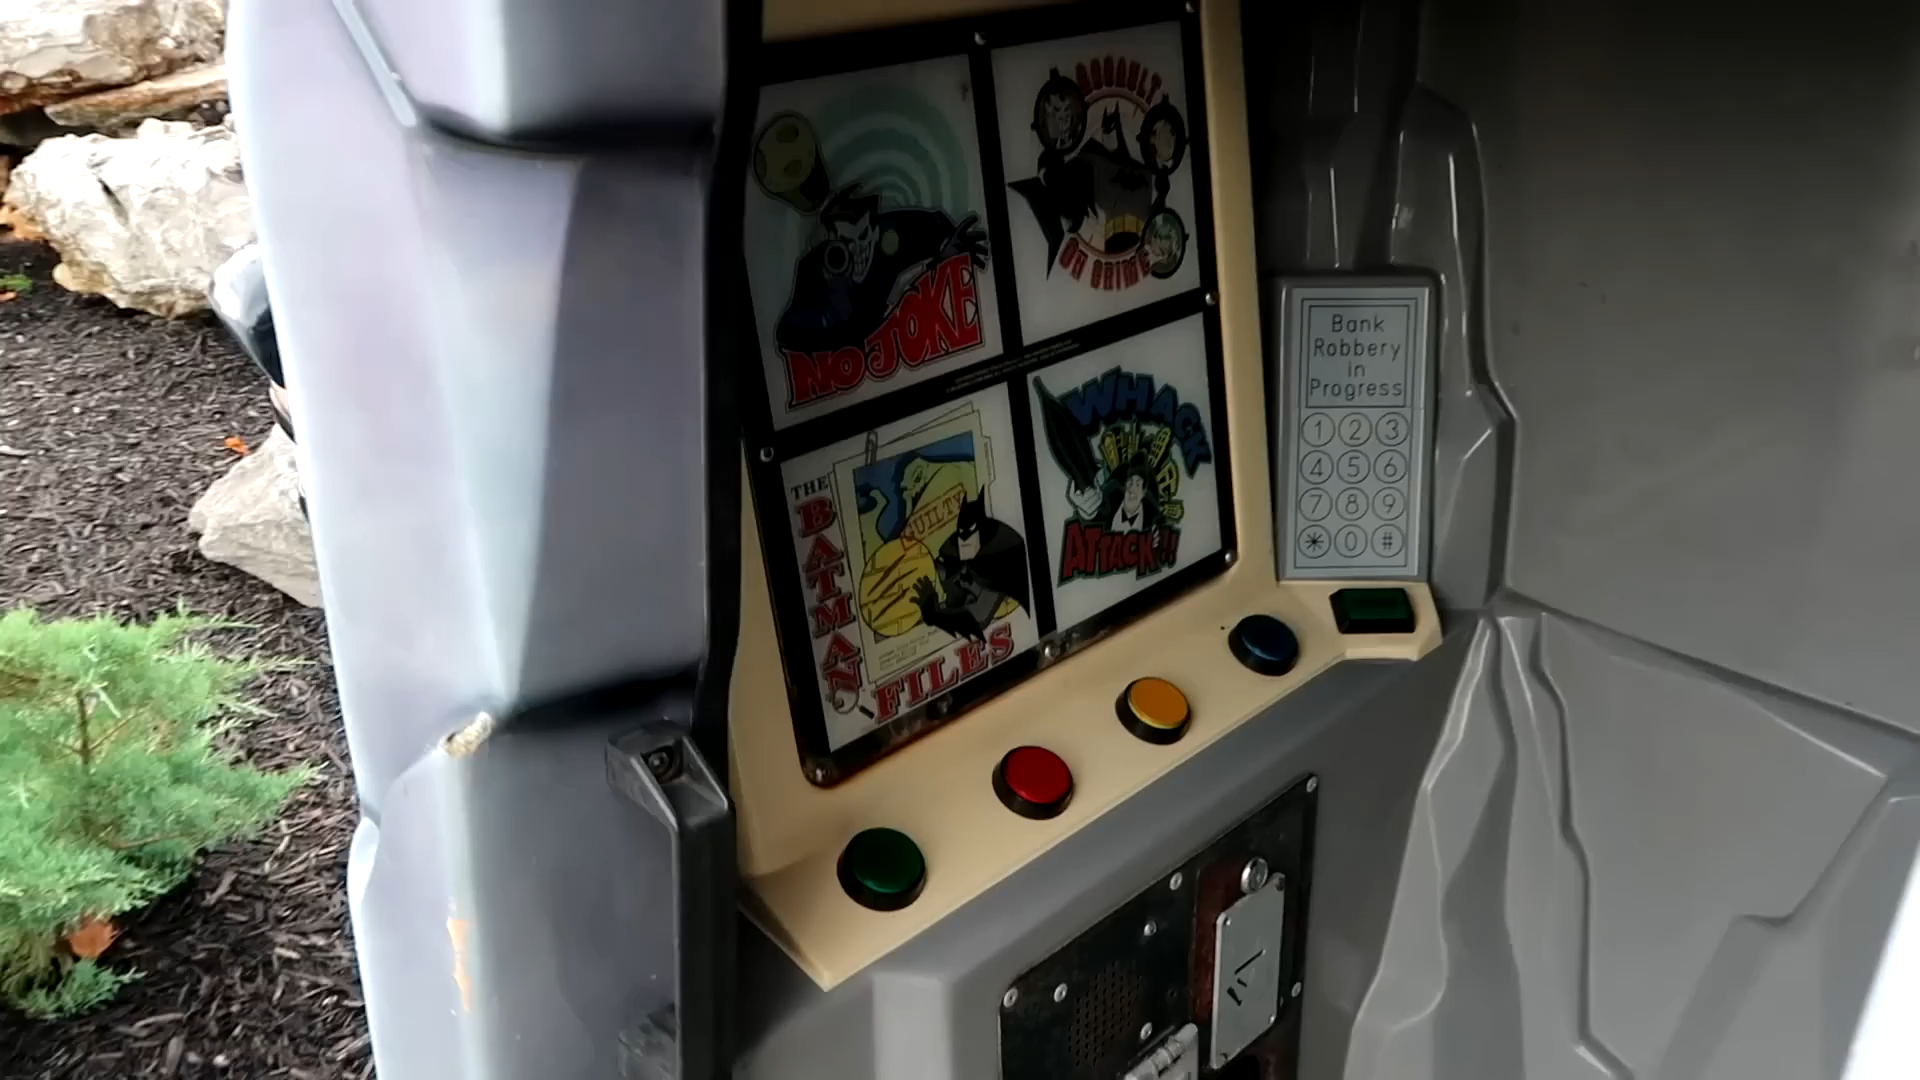 NO JOKE
ASSAULT
ON CRIME
THE
BATMAN
FILES
GUILTY
WHACK
ATTACK!!
Bank
Robbery
in
Progress
1 2 3
4 5 6
7 8 9
* 0 #